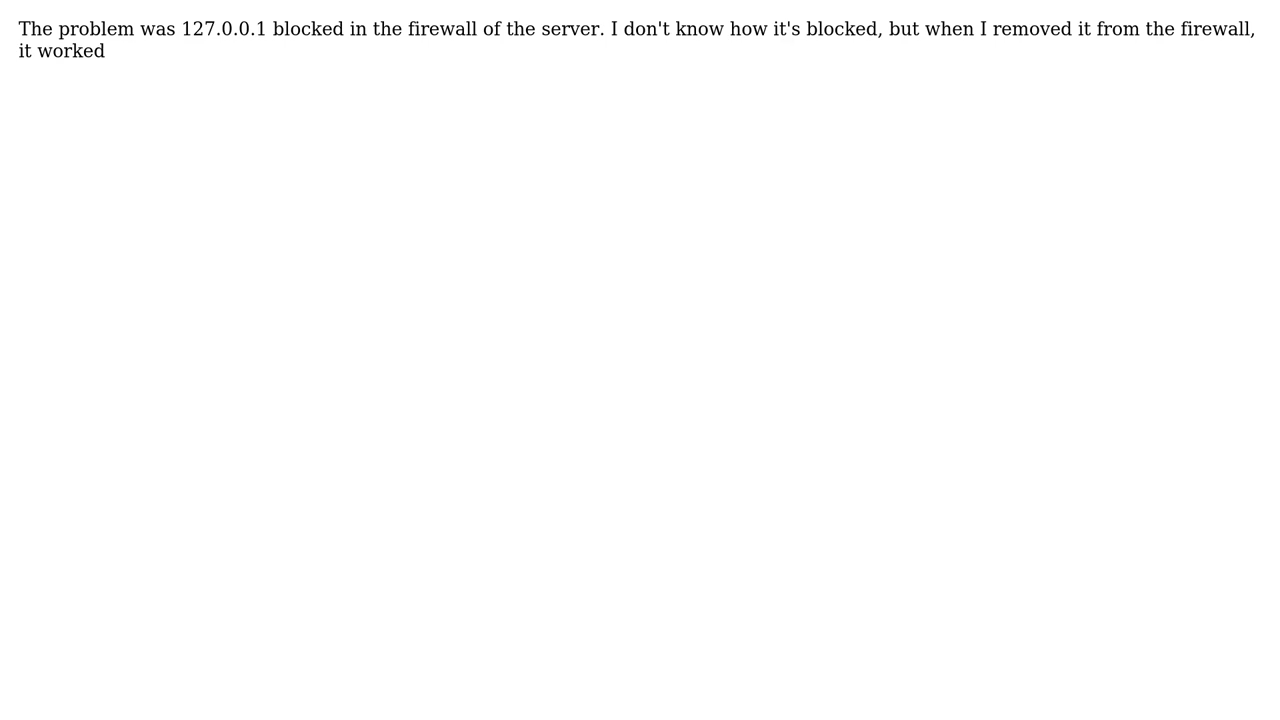 The problem was 127.0.0.1 blocked in the firewall of the server. I don't know how it's blocked, but when I removed it from the firewall,
it worked